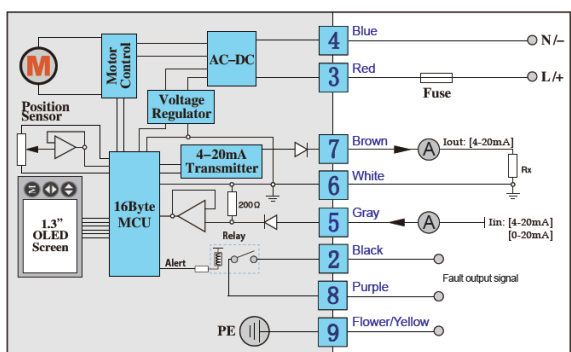 4 Blue N/–
M
Motor Control
AC–DC
3 Red L/+
Fuse
Position Sensor
Voltage Regulator
4–20mA Transmitter
7 Brown A Iout: [4-20mA]
Rx
6 White
M
1.3" OLED Screen
16Byte MCU
200Ω
5 Gray A Iin: [4-20mA]
[0-20mA]
Relay
2 Black
Alert
Fault output signal
8 Purple
PE
9 Flower/Yellow